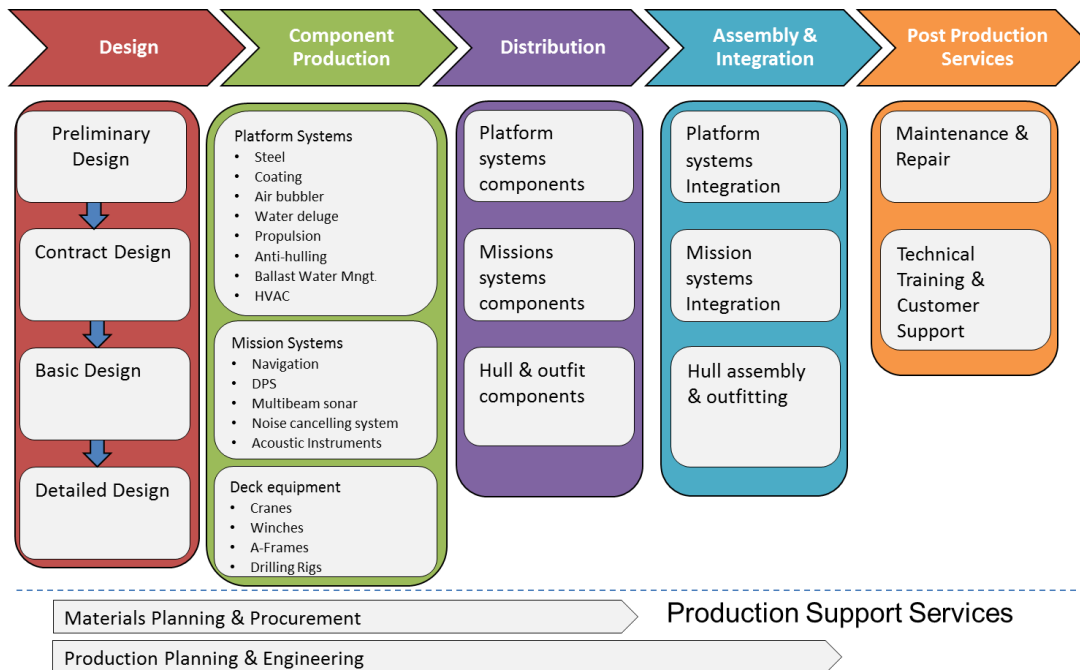 Design
Component
Production
Distribution
Assembly &
Integration
Post Production
Services
Preliminary
Design
Contract Design
Basic Design
Detailed Design
Platform Systems
• Steel
• Coating
• Air bubbler
• Water deluge
• Propulsion
• Anti-hulling
• Ballast Water Mngt.
• HVAC
Mission Systems
• Navigation
• DPS
• Multibeam sonar
• Noise cancelling system
• Acoustic Instruments
Deck equipment
• Cranes
• Winches
• A-Frames
• Drilling Rigs
Platform
systems
components
Missions
systems
components
Hull & outfit
components
Platform
systems
Integration
Mission
systems
Integration
Hull assembly
& outfitting
Maintenance &
Repair
Technical
Training &
Customer
Support
Materials Planning & Procurement
Production Support Services
Production Planning & Engineering